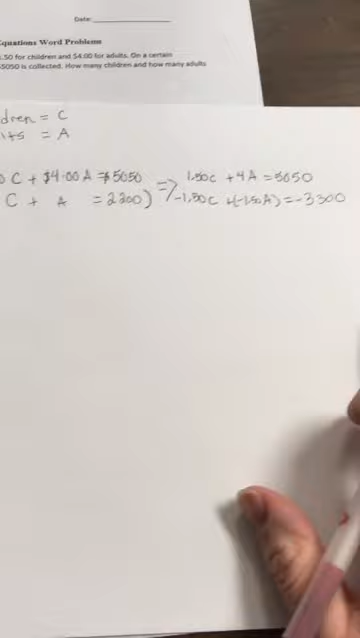 Date:
Equations Word Problems
.50 for children and $4.00 for adults. On a certain
$5050 is collected. How many children and how many adults
dren = C
lts = A
0 C + $4.00 A = $5050 => 1.50C + 4A = 5050
C + A = 2200) -1.50C +(-1.50A) = -3300